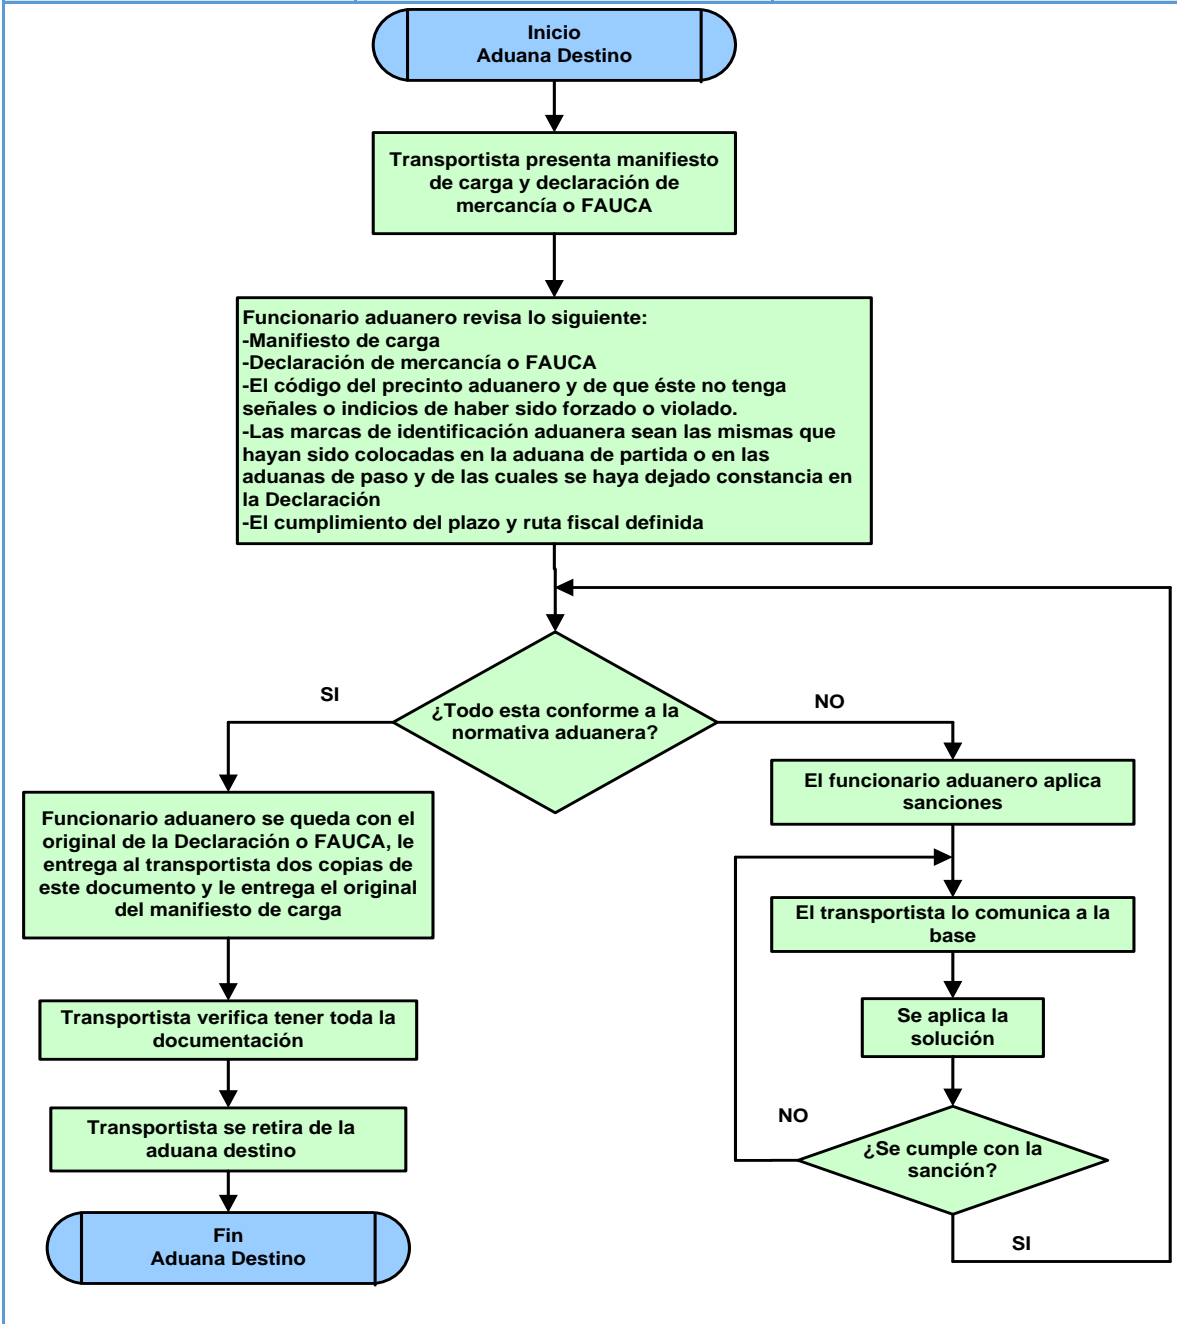 Inicio
Aduana Destino
Transportista presenta manifiesto
de carga y declaración de
mercancía o FAUCA
Funcionario aduanero revisa lo siguiente:
-Manifiesto de carga
-Declaración de mercancía o FAUCA
-El código del precinto aduanero y de que éste no tenga
señales o indicios de haber sido forzado o violado.
-Las marcas de identificación aduanera sean las mismas que
hayan sido colocadas en la aduana de partida o en las
aduanas de paso y de las cuales se haya dejado constancia en
la Declaración
-El cumplimiento del plazo y ruta fiscal definida
¿Todo esta conforme a la
normativa aduanera?
SI
NO
Funcionario aduanero se queda con el
original de la Declaración o FAUCA, le
entrega al transportista dos copias de
este documento y le entrega el original
del manifiesto de carga
Transportista verifica tener toda la
documentación
Transportista se retira de la
aduana destino
Fin
Aduana Destino
El funcionario aduanero aplica
sanciones
El transportista lo comunica a la
base
Se aplica la
solución
¿Se cumple con la
sanción?
NO
SI